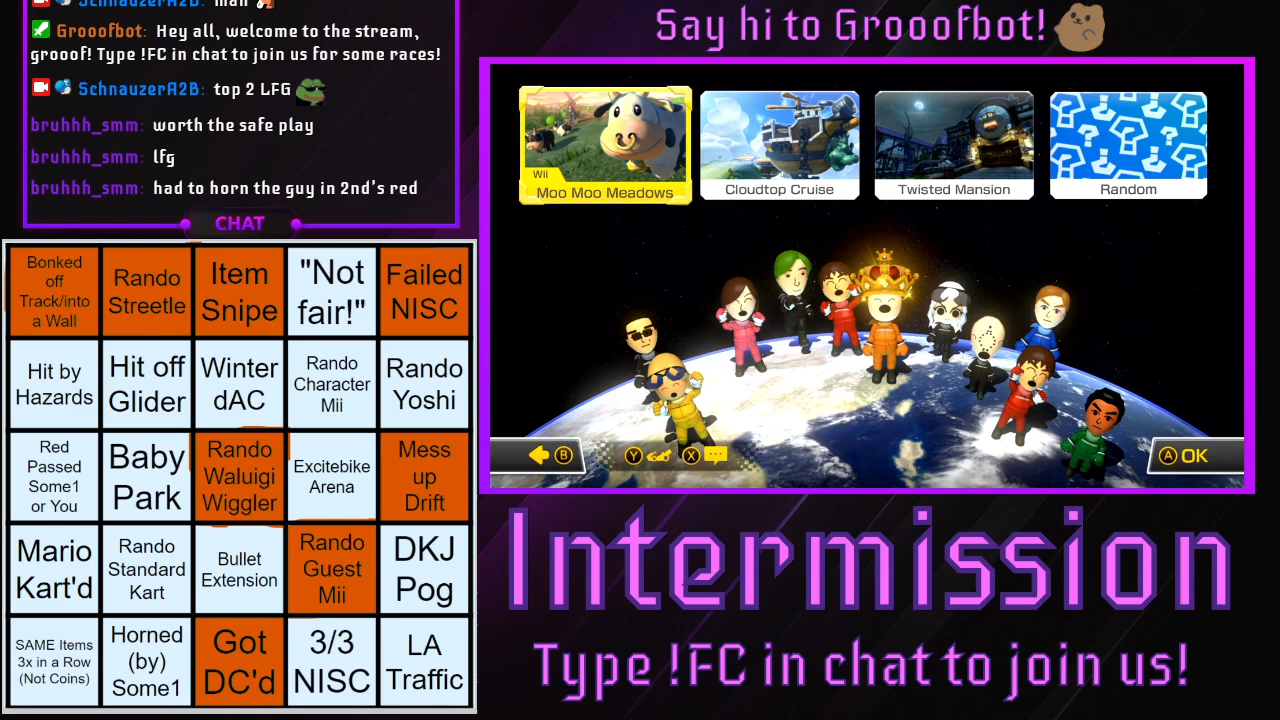 SchnauzerA2B: man
Grooofbot: Hey all, welcome to the stream,
grooof! Type !FC in chat to join us for some races!
SchnauzerA2B: top 2 LFG
bruhhh_smm: worth the safe play
bruhhh_smm: lfg
bruhhh_smm: had to horn the guy in 2nd's red
CHAT
Bonked
off
Track/into
a Wall
Rando
Streetle
Item
Snipe
"Not
fair!"
Failed
NISC
Hit by
Hazards
Hit off
Glider
Winter
dAC
Rando
Character
Mii
Rando
Yoshi
Red
Passed
Some1
or You
Baby
Park
Rando
Waluigi
Wiggler
Excitebike
Arena
Mess
up
Drift
Mario
Kart'd
Rando
Standard
Kart
Bullet
Extension
Rando
Guest
Mii
DKJ
Pog
SAME Items
3x in a Row
(Not Coins)
Horned
(by)
Some1
Got
DC'd
3/3
NISC
LA
Traffic
Say hi to Grooofbot!
Wii
Moo Moo Meadows
Cloudtop Cruise
Twisted Mansion
Random
B
Y
X
A OK
Intermission
Type !FC in chat to join us!